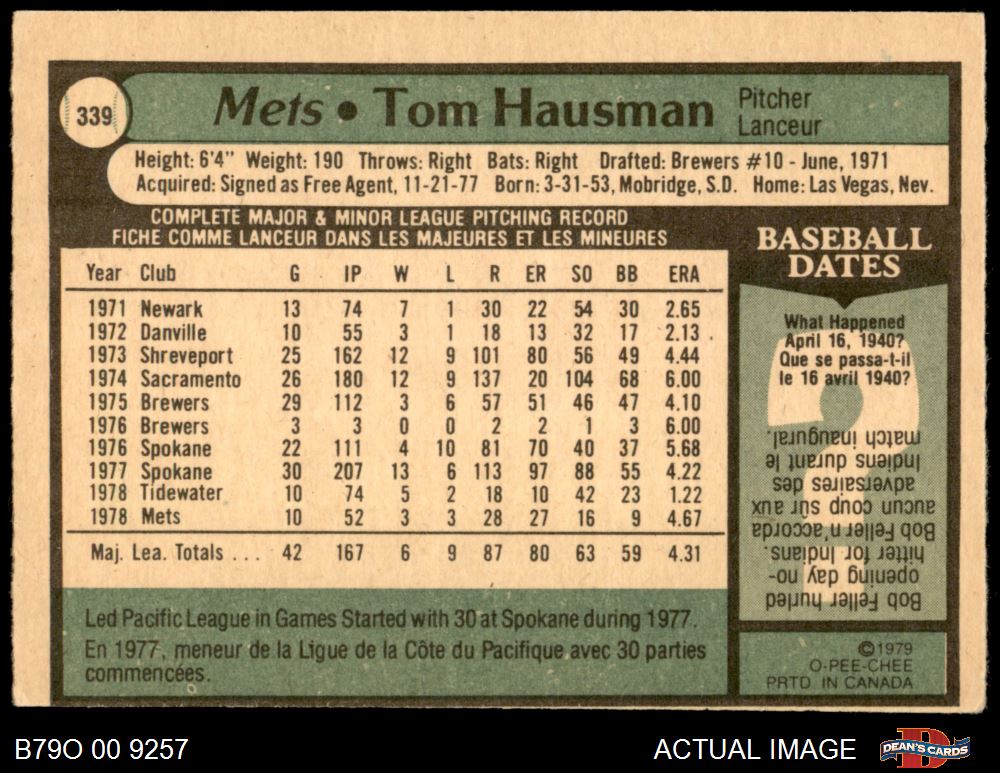 339
Mets • Tom Hausman
Pitcher
Lanceur
Height: 6'4" Weight: 190 Throws: Right Bats: Right Drafted: Brewers #10 - June, 1971
Acquired: Signed as Free Agent, 11-21-77 Born: 3-31-53, Mobridge, S.D. Home: Las Vegas, Nev.
COMPLETE MAJOR & MINOR LEAGUE PITCHING RECORD
FICHE COMME LANCEUR DANS LES MAJEURES ET LES MINEURES
Year Club G IP W L R ER SO BB ERA
1971 Newark 13 74 7 1 30 22 54 30 2.65
1972 Danville 10 55 3 1 18 13 32 17 2.13
1973 Shreveport 25 162 12 9 101 80 56 49 4.44
1974 Sacramento 26 180 12 9 137 20 104 68 6.00
1975 Brewers 29 112 3 6 57 51 46 47 4.10
1976 Brewers 3 3 0 0 2 2 1 3 6.00
1976 Spokane 22 111 4 10 81 70 40 37 5.68
1977 Spokane 30 207 13 6 113 97 88 55 4.22
1978 Tidewater 10 74 5 2 18 10 42 23 1.22
1978 Mets 10 52 3 3 28 27 16 9 4.67
Maj. Lea. Totals ... 42 167 6 9 87 80 63 59 4.31
Led Pacific League in Games Started with 30 at Spokane during 1977.
En 1977, meneur de la Ligue de la Côte du Pacifique avec 30 parties
commencées.
BASEBALL
DATES
What Happened
April 16, 1940?
Que se passa-t-il
le 16 avril 1940?
Bob Feller hurled
opening day no-
hitter for Indians.
Bob Feller n'accorda
aucun coup sûr aux
adversaires des
Indiens durant le
match inaugural.
©1979
O-PEE-CHEE
PRTD IN CANADA
B79O 00 9257
ACTUAL IMAGE
DEAN'S CARDS